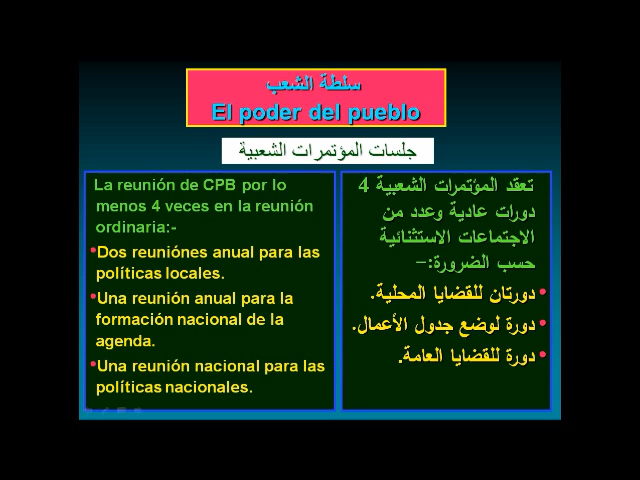 سلطة الشعب
El poder del pueblo
جلسات المؤتمرات الشعبية
La reunión de CPB por lo
menos 4 veces en la reunión
ordinaria:-
•Dos reuniónes anual para las
políticas locales.
•Una reunión anual para la
formación nacional de la
agenda.
•Una reunión nacional para las
políticas nacionales.
تعقد المؤتمرات الشعبية 4
دورات عادية وعدد من
الاجتماعات الاستثنائية
حسب الضرورة:-
•دورتان للقضايا المحلية.
•دورة لوضع جدول الأعمال.
•دورة للقضايا العامة.